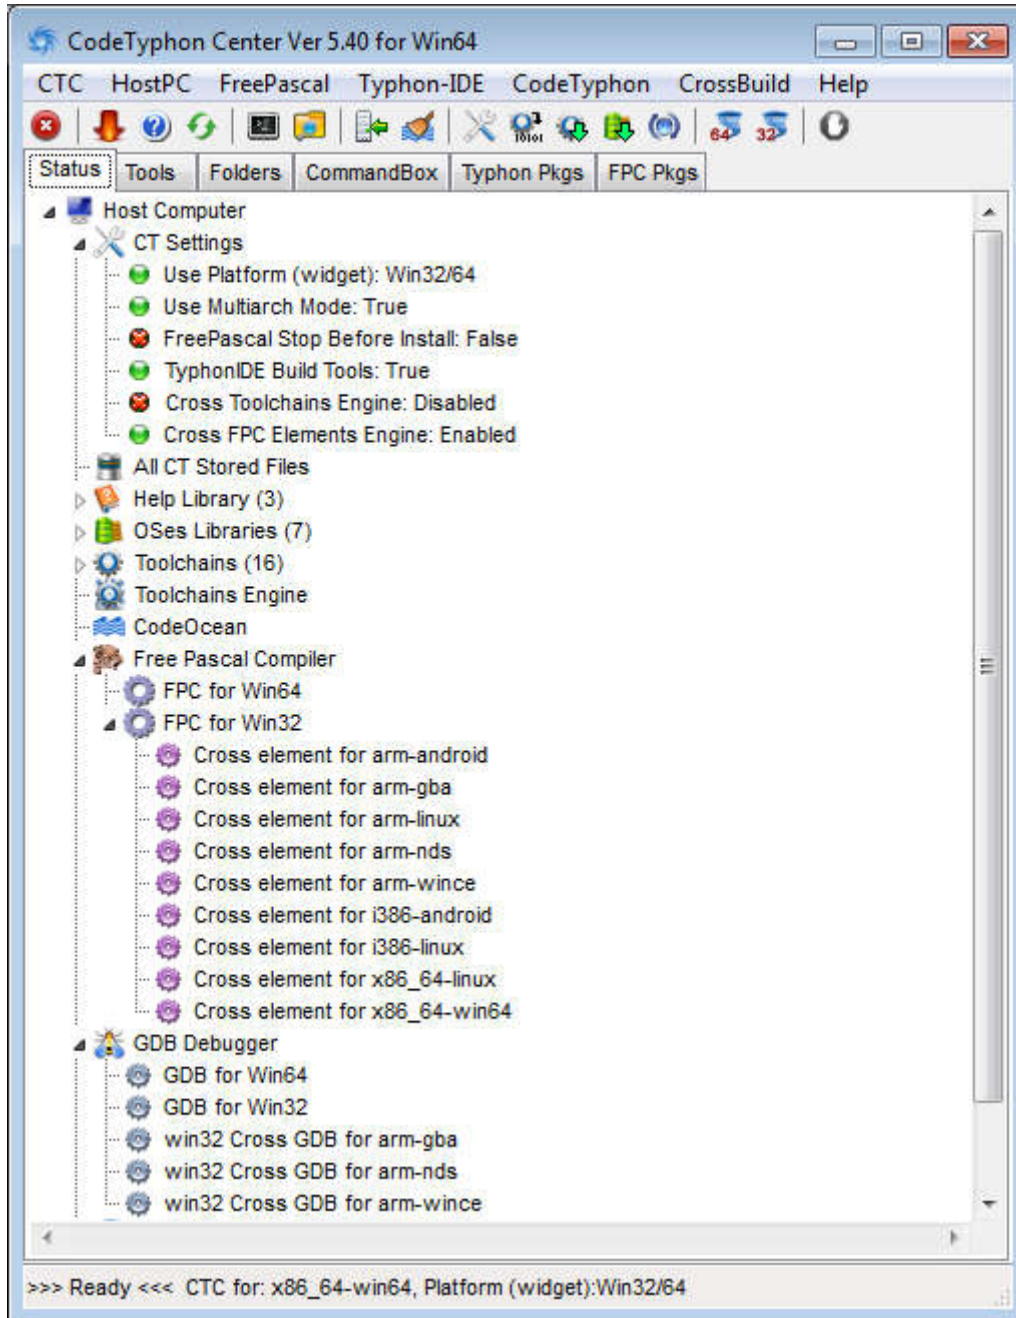 CodeTyphon Center Ver 5.40 for Win64
CTC HostPC FreePascal Typhon-IDE CodeTyphon CrossBuild Help
64 32
Status Tools Folders CommandBox Typhon Pkgs FPC Pkgs
Host Computer
CT Settings
Use Platform (widget): Win32/64
Use Multiarch Mode: True
FreePascal Stop Before Install: False
TyphonIDE Build Tools: True
Cross Toolchains Engine: Disabled
Cross FPC Elements Engine: Enabled
All CT Stored Files
Help Library (3)
OSes Libraries (7)
Toolchains (16)
Toolchains Engine
CodeOcean
Free Pascal Compiler
FPC for Win64
FPC for Win32
Cross element for arm-android
Cross element for arm-gba
Cross element for arm-linux
Cross element for arm-nds
Cross element for arm-wince
Cross element for i386-android
Cross element for i386-linux
Cross element for x86_64-linux
Cross element for x86_64-win64
GDB Debugger
GDB for Win64
GDB for Win32
win32 Cross GDB for arm-gba
win32 Cross GDB for arm-nds
win32 Cross GDB for arm-wince
>>> Ready <<< CTC for: x86_64-win64, Platform (widget):Win32/64